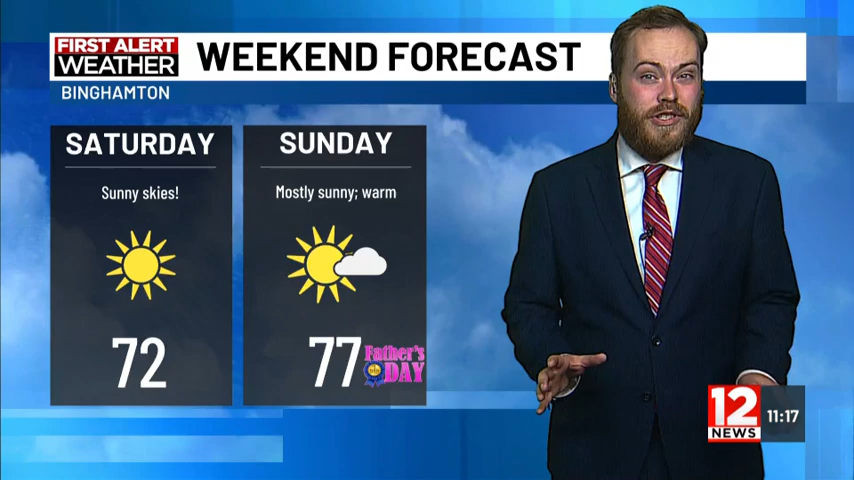 FIRST ALERT
WEATHER
WEEKEND FORECAST
BINGHAMTON
SATURDAY
Sunny skies!
72
SUNDAY
Mostly sunny; warm
77
Father's
DAY
12
NEWS
11:17